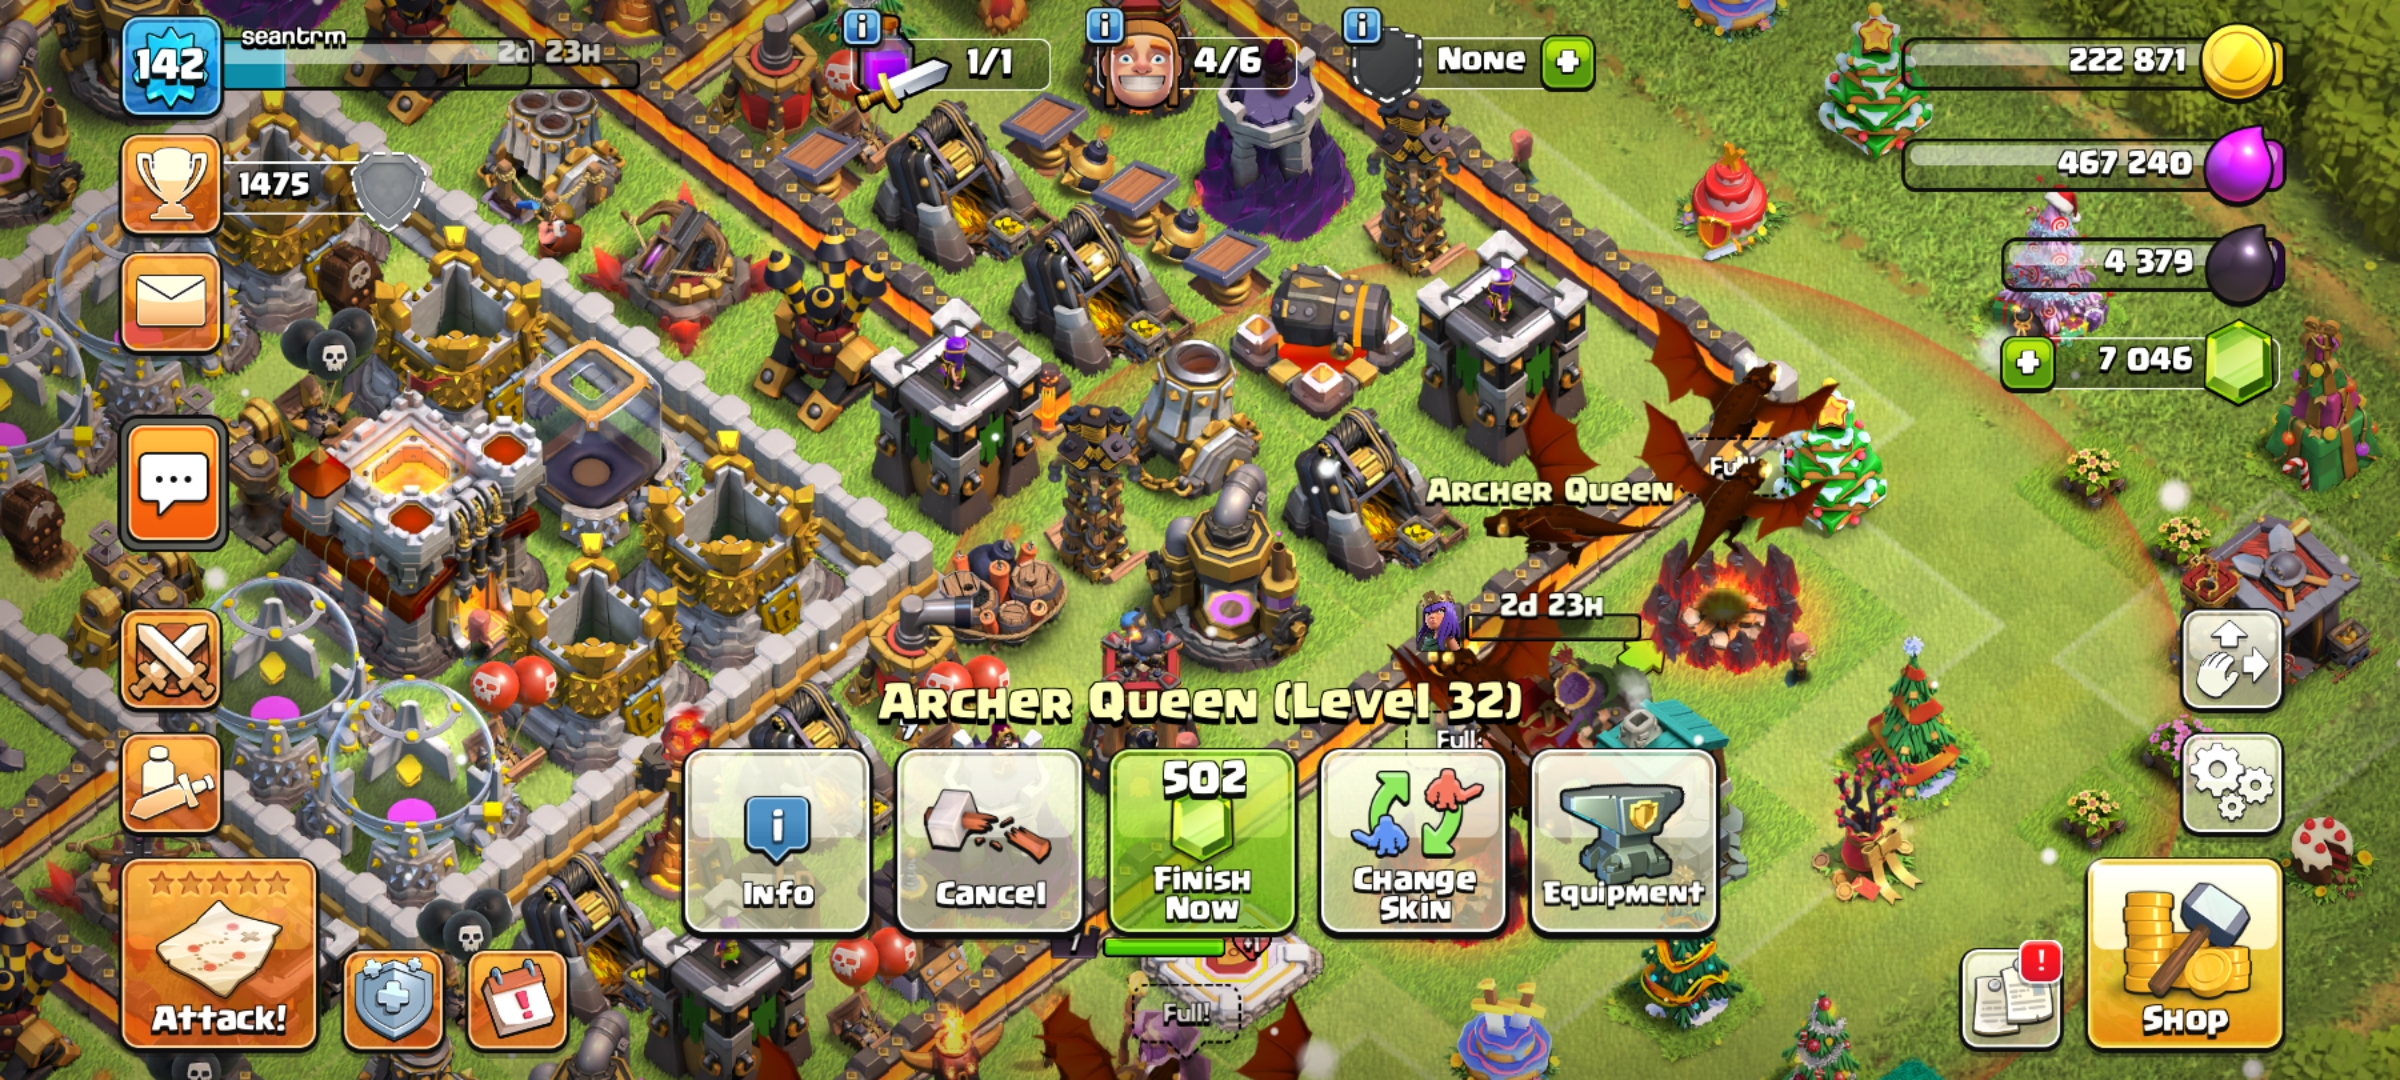 142
seantrm
2d 23H
1/1
4/6
None
222 871
1475
467 240
4 379
7 046
Full!
Archer Queen
2d 23H
Archer Queen (Level 32)
Full!
Info
Cancel
502
Finish
Now
Change
Skin
Equipment
Full!
Attack!
Shop